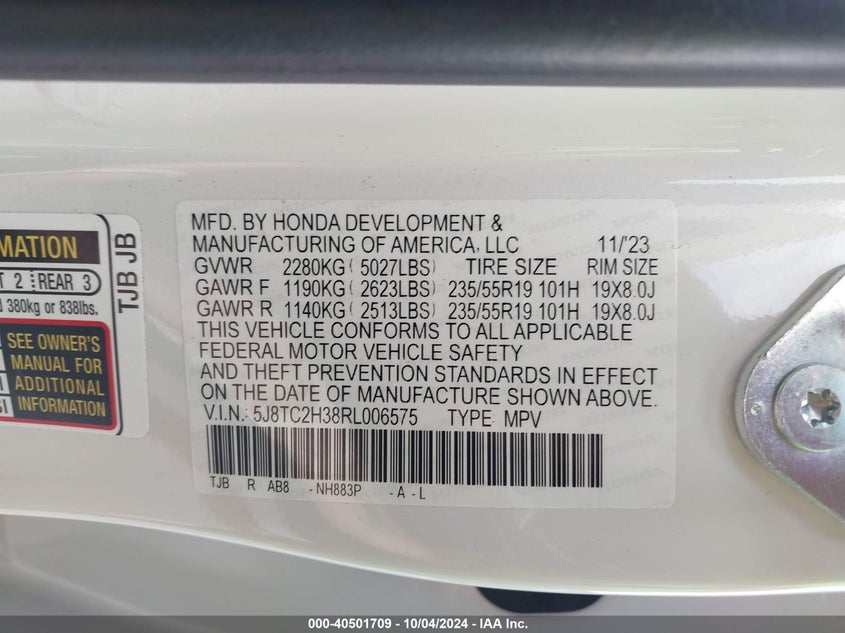 MATION
T 2 REAR 3
380kg or 838lbs.
SEE OWNER'S
MANUAL FOR
ADDITIONAL
INFORMATION
TJB JB
MFD. BY HONDA DEVELOPMENT &
MANUFACTURING OF AMERICA, LLC 11/'23
GVWR 2280KG( 5027LBS) TIRE SIZE RIM SIZE
GAWR F 1190KG( 2623LBS) 235/55R19 101H 19X8.0J
GAWR R 1140KG( 2513LBS) 235/55R19 101H 19X8.0J
THIS VEHICLE CONFORMS TO ALL APPLICABLE
FEDERAL MOTOR VEHICLE SAFETY
AND THEFT PREVENTION STANDARDS IN EFFECT
ON THE DATE OF MANUFACTURE SHOWN ABOVE.
V.I.N.: 5J8TC2H38RL006575 TYPE: MPV
TJB R AB8 -NH883P -A-L
000-40501709 - 10/04/2024 - IAA Inc.